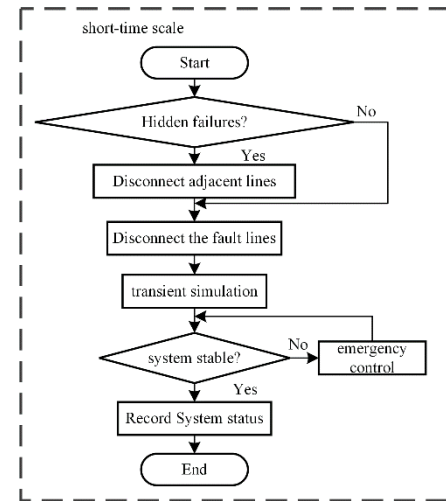 short-time scale
Start
Hidden failures?
No
Yes
Disconnect adjacent lines
Disconnect the fault lines
transient simulation
system stable?
No
emergency
control
Yes
Record System status
End